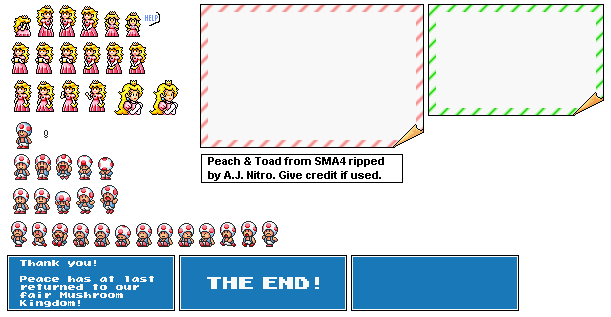 HELP!
Peach & Toad from SMA4 ripped
by A.J. Nitro. Give credit if used.
Thank you!
Peace has at last
returned to our
fair Mushroom
Kingdom!
THE END!